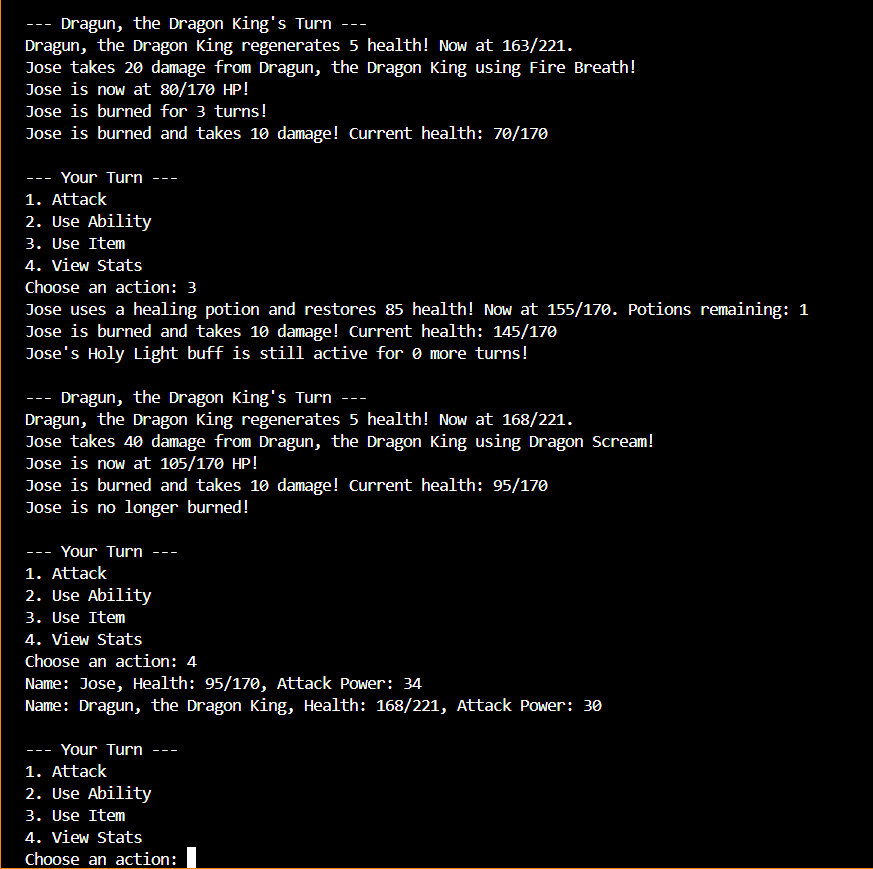 --- Dragun, the Dragon King's Turn ---
Dragun, the Dragon King regenerates 5 health! Now at 163/221.
Jose takes 20 damage from Dragun, the Dragon King using Fire Breath!
Jose is now at 80/170 HP!
Jose is burned for 3 turns!
Jose is burned and takes 10 damage! Current health: 70/170
--- Your Turn ---
1. Attack
2. Use Ability
3. Use Item
4. View Stats
Choose an action: 3
Jose uses a healing potion and restores 85 health! Now at 155/170. Potions remaining: 1
Jose is burned and takes 10 damage! Current health: 145/170
Jose's Holy Light buff is still active for 0 more turns!
--- Dragun, the Dragon King's Turn ---
Dragun, the Dragon King regenerates 5 health! Now at 168/221.
Jose takes 40 damage from Dragun, the Dragon King using Dragon Scream!
Jose is now at 105/170 HP!
Jose is burned and takes 10 damage! Current health: 95/170
Jose is no longer burned!
--- Your Turn ---
1. Attack
2. Use Ability
3. Use Item
4. View Stats
Choose an action: 4
Name: Jose, Health: 95/170, Attack Power: 34
Name: Dragun, the Dragon King, Health: 168/221, Attack Power: 30
--- Your Turn ---
1. Attack
2. Use Ability
3. Use Item
4. View Stats
Choose an action: